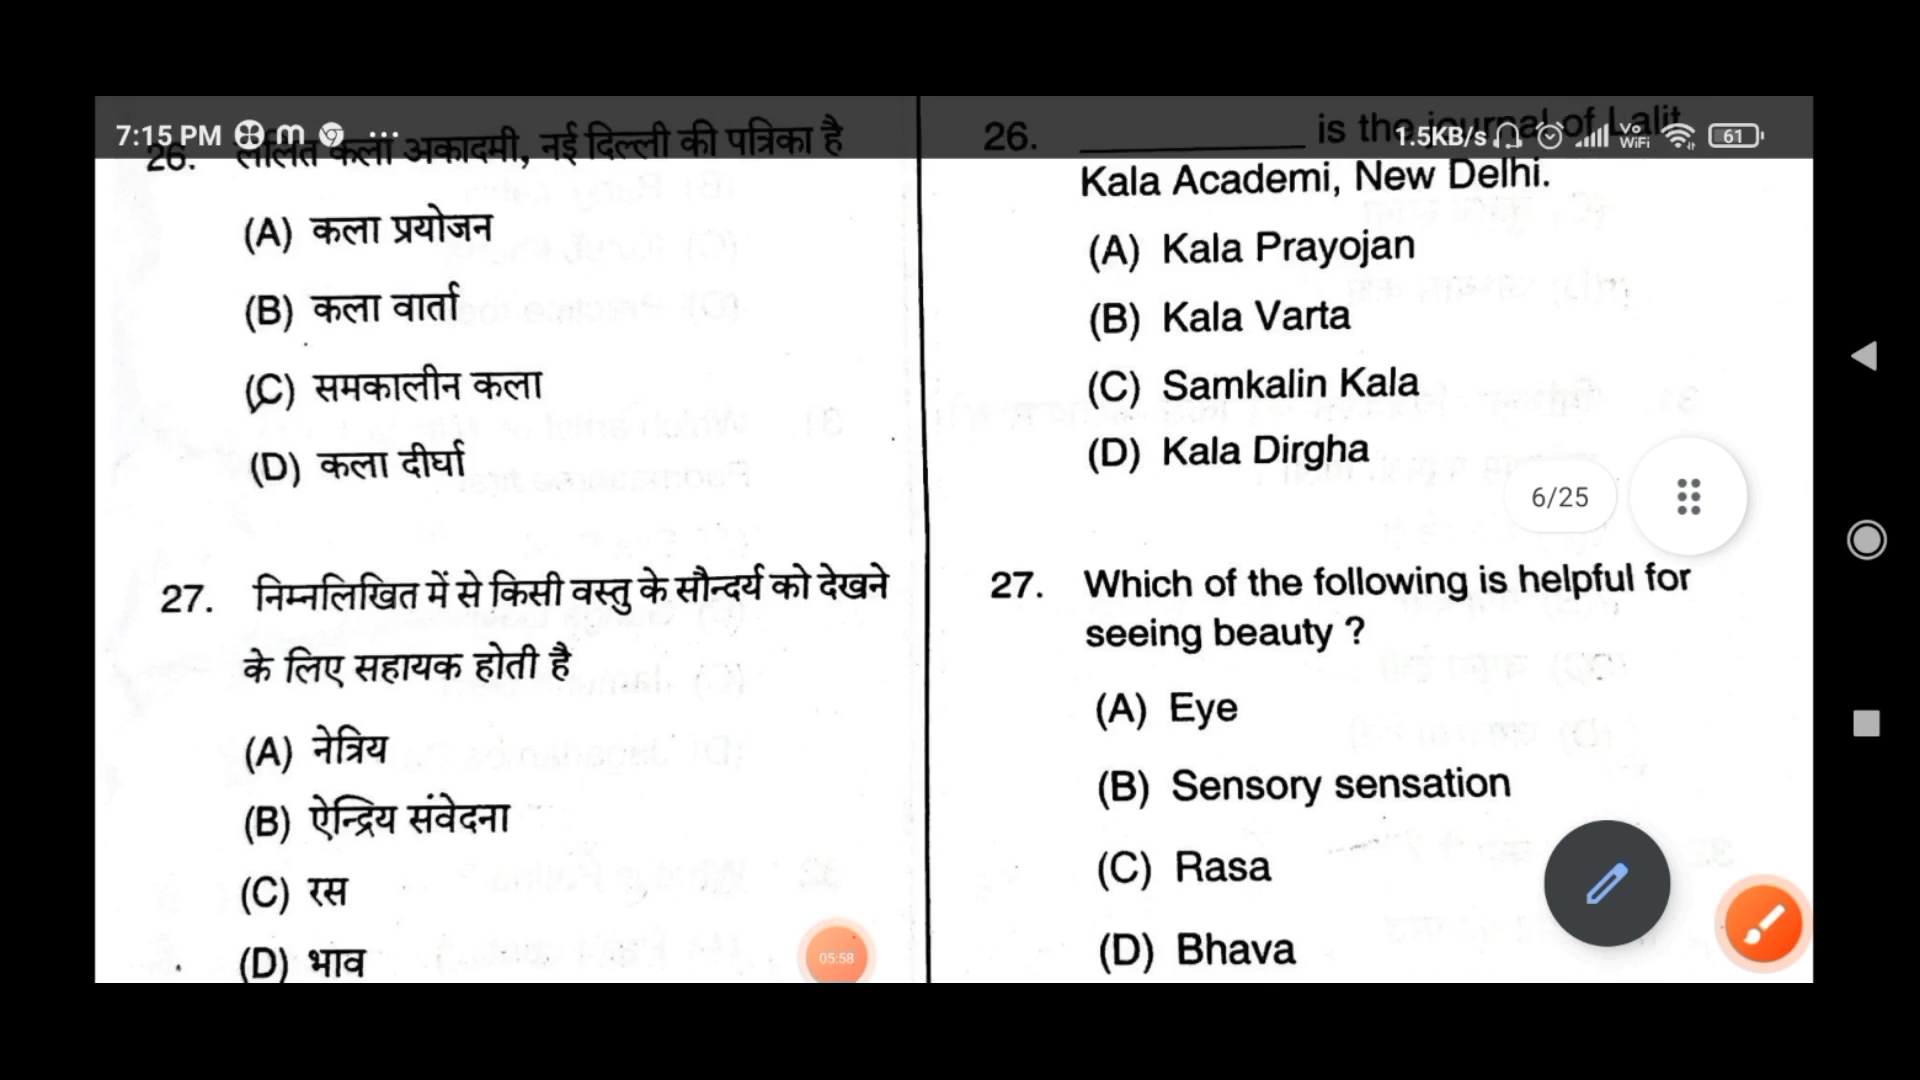 7:15 PM m ... 1.5KB/s Vo WiFi 61
26. ललित कला अकादमी, नई दिल्ली की पत्रिका है
(A) कला प्रयोजन
(B) कला वार्ता
(C) समकालीन कला
(D) कला दीर्घा
27. निम्नलिखित में से किसी वस्तु के सौन्दर्य को देखने
के लिए सहायक होती है
(A) नेत्रिय
(B) ऐन्द्रिय संवेदना
(C) रस
(D) भाव
05:58
26. __________ is the journal of Lalit
Kala Academi, New Delhi.
(A) Kala Prayojan
(B) Kala Varta
(C) Samkalin Kala
(D) Kala Dirgha
6/25
27. Which of the following is helpful for
seeing beauty ?
(A) Eye
(B) Sensory sensation
(C) Rasa
(D) Bhava